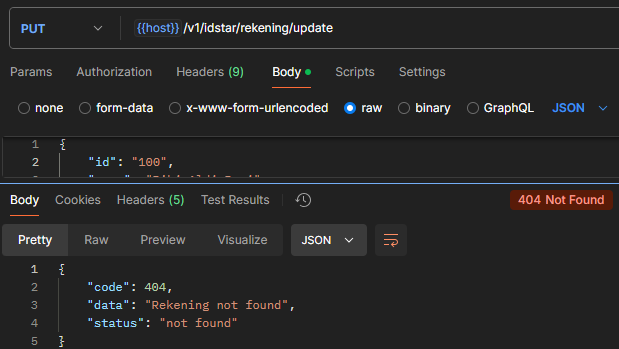 PUT {{host}} /v1/idstar/rekening/update
Params Authorization Headers (9) Body Scripts Settings
none form-data x-www-form-urlencoded raw binary GraphQL JSON
1 {
2 "id": "100",
Body Cookies Headers (5) Test Results 404 Not Found
Pretty Raw Preview Visualize JSON
1 {
2 "code": 404,
3 "data": "Rekening not found",
4 "status": "not found"
5 }